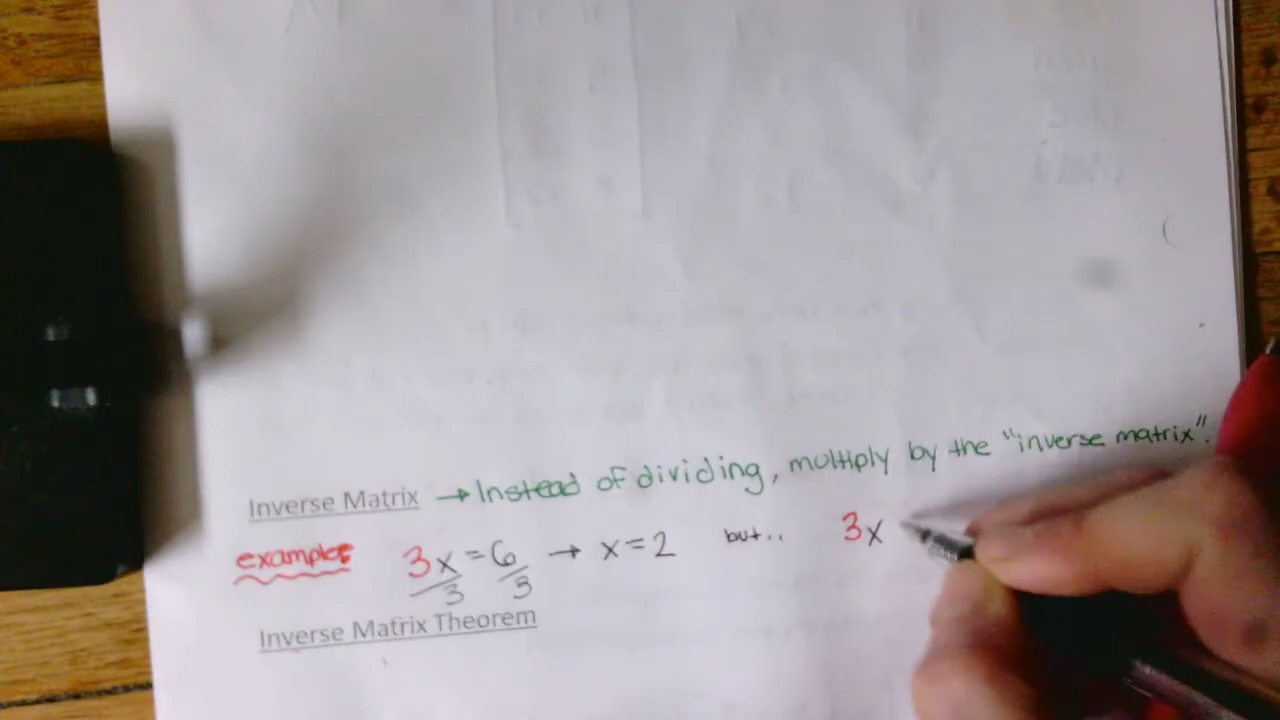 Inverse Matrix → Instead of dividing, multiply by the "inverse matrix".
example: 3x = 6 → x = 2 but.. 3x
3 3
Inverse Matrix Theorem